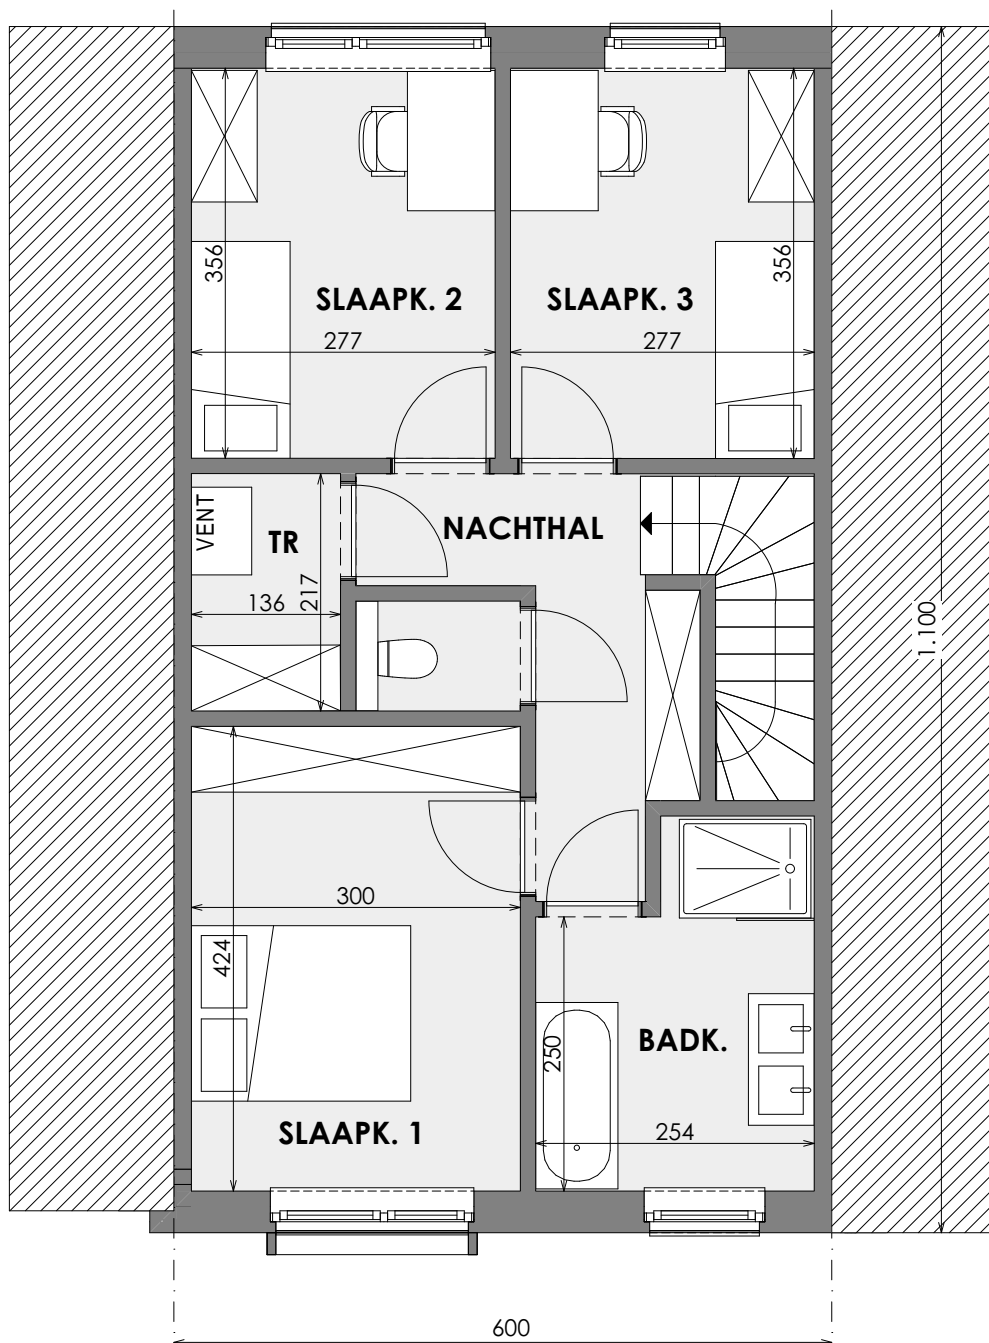 356
356
SLAAPK. 2
SLAAPK. 3
277
277
VENT
TR
NACHTHAL
136
217
1.100
300
424
250
BADK.
SLAAPK. 1
254
600